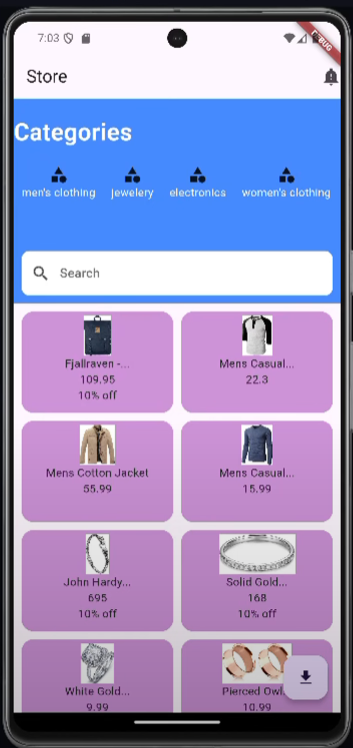 7:03
DEBUG
Store
Categories
men's clothing jewelery electronics women's clothing
Search
Fjallraven -...
109.95
10% off
Mens Casual...
22.3
Mens Cotton Jacket
55.99
Mens Casual...
15.99
John Hardy...
695
10% off
Solid Gold...
168
10% off
White Gold...
9.99
Pierced Owl...
10.99